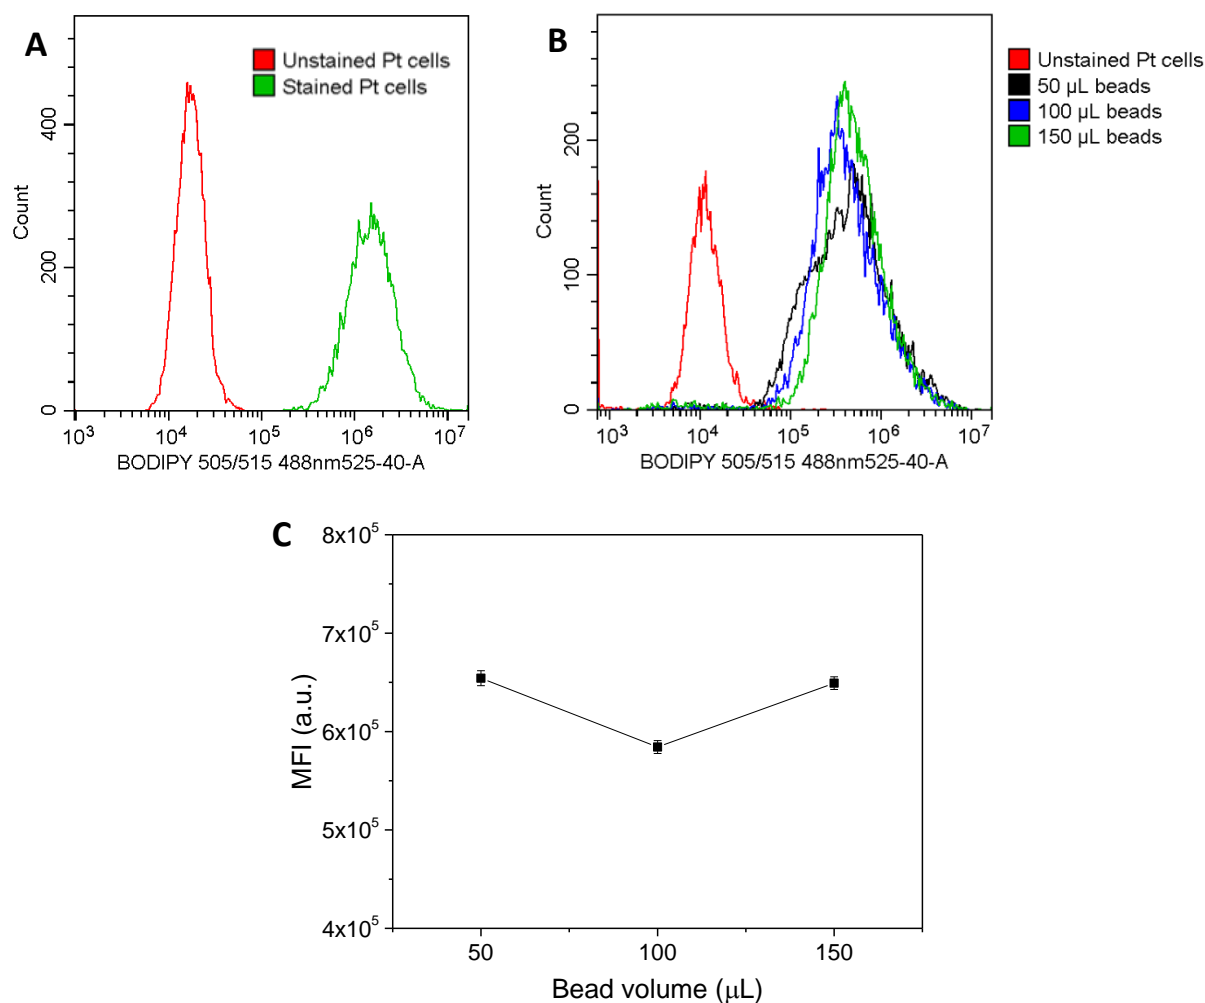 A
Unstained Pt cells
Stained Pt cells
Count
400
200
0
10³ 10⁴ 10⁵ 10⁶ 10⁷
BODIPY 505/515 488nm525-40-A
B
Unstained Pt cells
50 µL beads
100 µL beads
150 µL beads
Count
200
100
0
10³ 10⁴ 10⁵ 10⁶ 10⁷
BODIPY 505/515 488nm525-40-A
C
MFI (a.u.)
8x10⁵
7x10⁵
6x10⁵
5x10⁵
4x10⁵
50 100 150
Bead volume (µL)